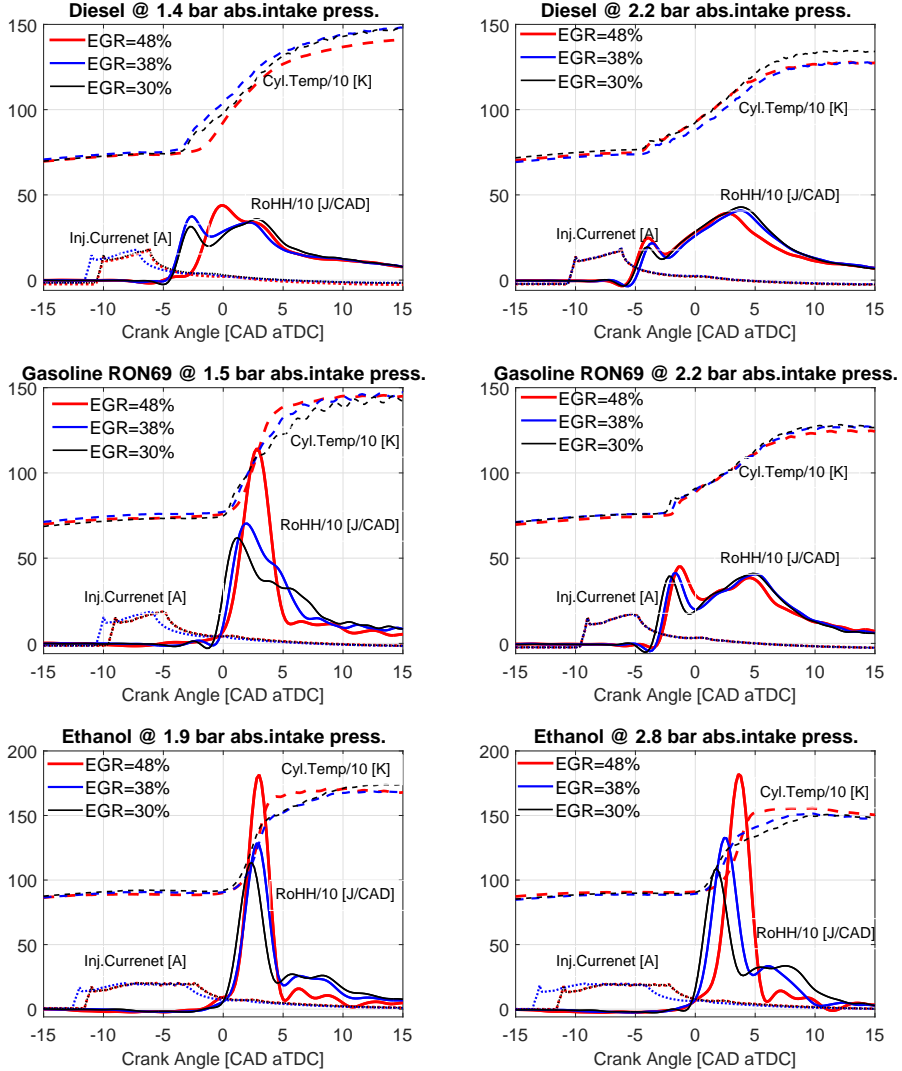 Diesel @ 1.4 bar abs.intake press.
150
100
50
0
EGR=48%
EGR=38%
EGR=30%
Cyl.Temp/10 [K]
RoHH/10 [J/CAD]
Inj.Currenet [A]
-15 -10 -5 0 5 10 15
Crank Angle [CAD aTDC]
Diesel @ 2.2 bar abs.intake press.
150
100
50
0
EGR=48%
EGR=38%
EGR=30%
Cyl.Temp/10 [K]
RoHH/10 [J/CAD]
Inj.Currenet [A]
-15 -10 -5 0 5 10 15
Crank Angle [CAD aTDC]
Gasoline RON69 @ 1.5 bar abs.intake press.
150
100
50
0
EGR=48%
EGR=38%
EGR=30%
Cyl.Temp/10 [K]
RoHH/10 [J/CAD]
Inj.Currenet [A]
-15 -10 -5 0 5 10 15
Crank Angle [CAD aTDC]
Gasoline RON69 @ 2.2 bar abs.intake press.
150
100
50
0
EGR=48%
EGR=38%
EGR=30%
Cyl.Temp/10 [K]
RoHH/10 [J/CAD]
Inj.Currenet [A]
-15 -10 -5 0 5 10 15
Crank Angle [CAD aTDC]
Ethanol @ 1.9 bar abs.intake press.
200
150
100
50
0
EGR=48%
EGR=38%
EGR=30%
Cyl.Temp/10 [K]
RoHH/10 [J/CAD]
Inj.Currenet [A]
-15 -10 -5 0 5 10 15
Crank Angle [CAD aTDC]
Ethanol @ 2.8 bar abs.intake press.
200
150
100
50
0
EGR=48%
EGR=38%
EGR=30%
Cyl.Temp/10 [K]
RoHH/10 [J/CAD]
Inj.Currenet [A]
-15 -10 -5 0 5 10 15
Crank Angle [CAD aTDC]